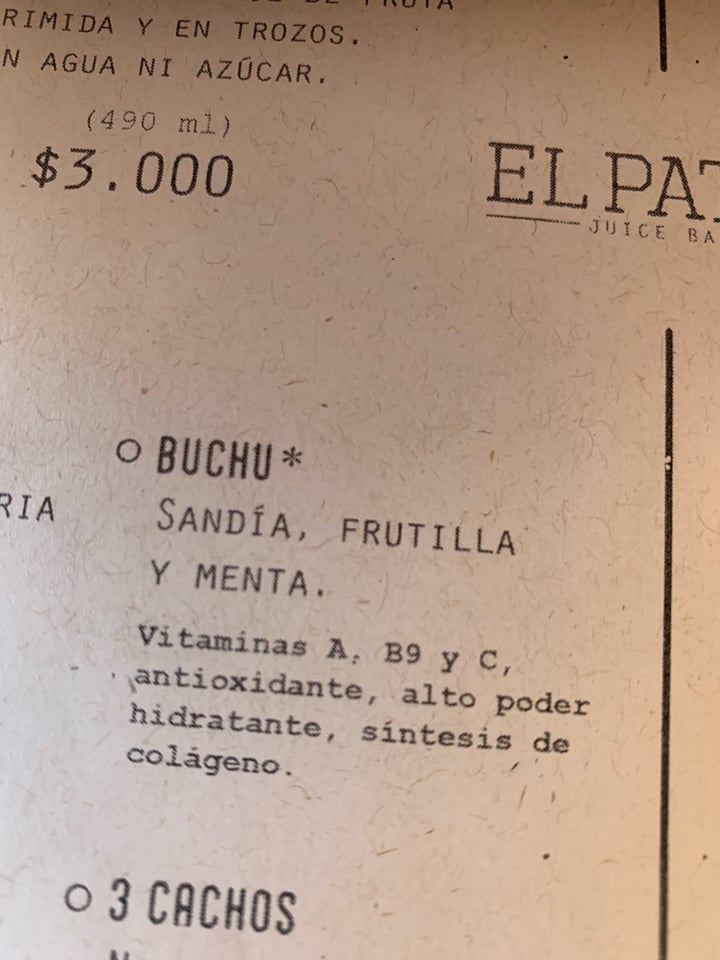 RIMIDA Y EN TROZOS.
N AGUA NI AZÚCAR.
(490 ml)
$3.000
EL PAT
JUICE BA
RIA
O BUCHU*
SANDÍA, FRUTILLA
Y MENTA.
Vitaminas A, B9 y C,
antioxidante, alto poder
hidratante, síntesis de
colágeno.
O 3 CACHOS